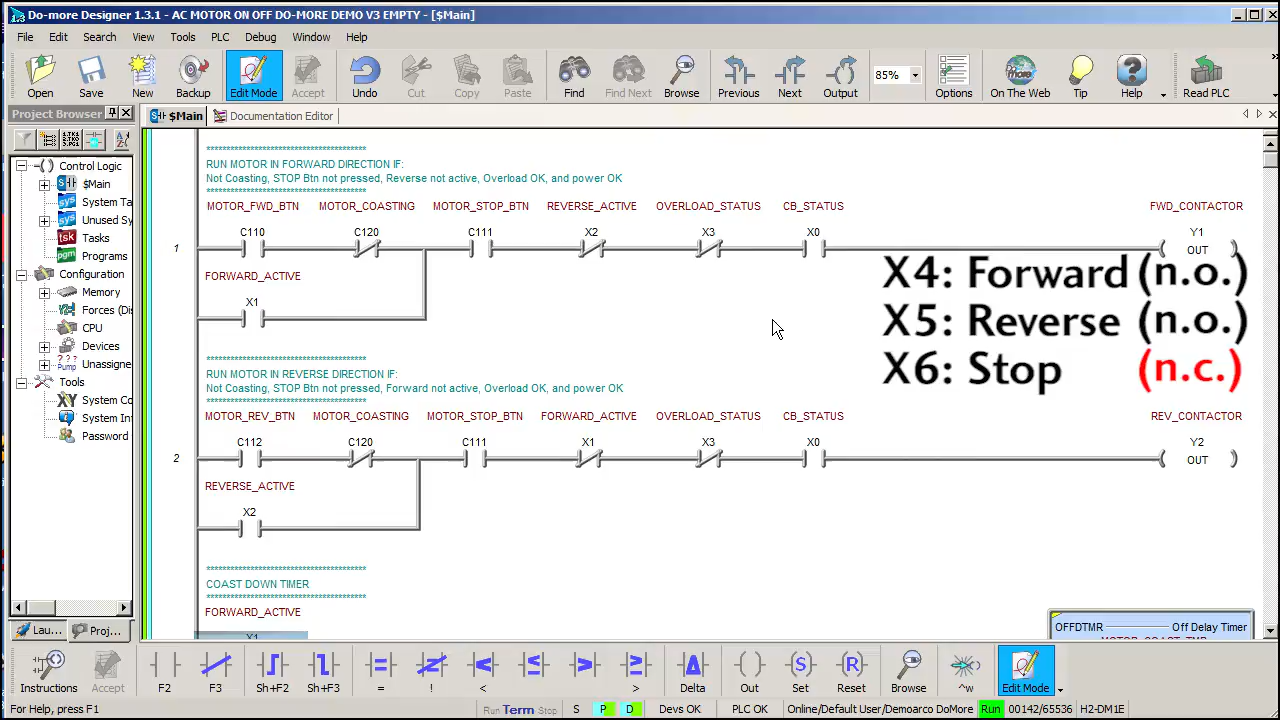 Do-more Designer 1.3.1 - AC MOTOR ON OFF DO-MORE DEMO V3 EMPTY - [$Main]
File Edit Search View Tools PLC Debug Window Help
Open Save New Backup Edit Mode Accept Undo Cut Copy Paste Find Find Next Browse Previous Next Output 85% Options On The Web Tip Help Read PLC
Project Browser
$Main Documentation Editor
Control Logic
$Main
System Ta
Unused Sy
Tasks
Programs
Configuration
Memory
Forces (Dis
CPU
Devices
Unassigne
Tools
System Co
System Int
Password
Lau... Proj...
****************************************
RUN MOTOR IN FORWARD DIRECTION IF:
Not Coasting, STOP Btn not pressed, Reverse not active, Overload OK, and power OK
****************************************
MOTOR_FWD_BTN MOTOR_COASTING MOTOR_STOP_BTN REVERSE_ACTIVE OVERLOAD_STATUS CB_STATUS FWD_CONTACTOR
C110 C120 C111 X2 X3 X0 Y1
1 OUT
FORWARD_ACTIVE
X1
X4: Forward (n.o.)
X5: Reverse (n.o.)
X6: Stop (n.c.)
****************************************
RUN MOTOR IN REVERSE DIRECTION IF:
Not Coasting, STOP Btn not pressed, Forward not active, Overload OK, and power OK
****************************************
MOTOR_REV_BTN MOTOR_COASTING MOTOR_STOP_BTN FORWARD_ACTIVE OVERLOAD_STATUS CB_STATUS REV_CONTACTOR
C112 C120 C111 X1 X3 X0 Y2
2 OUT
REVERSE_ACTIVE
X2
****************************************
COAST DOWN TIMER
****************************************
FORWARD_ACTIVE
X1
OFFDTMR Off Delay Timer
MOTOR_COAST_TMR
Instructions Accept F2 F3 Sh+F2 Sh+F3 = ! < ≤ > ≥ Delta Out Set Reset Browse ^w Edit Mode
For Help, press F1 Run Term Stop S P D Devs OK PLC OK Online/Default User/Demoarco DoMore Run 00142/65536 H2-DM1E